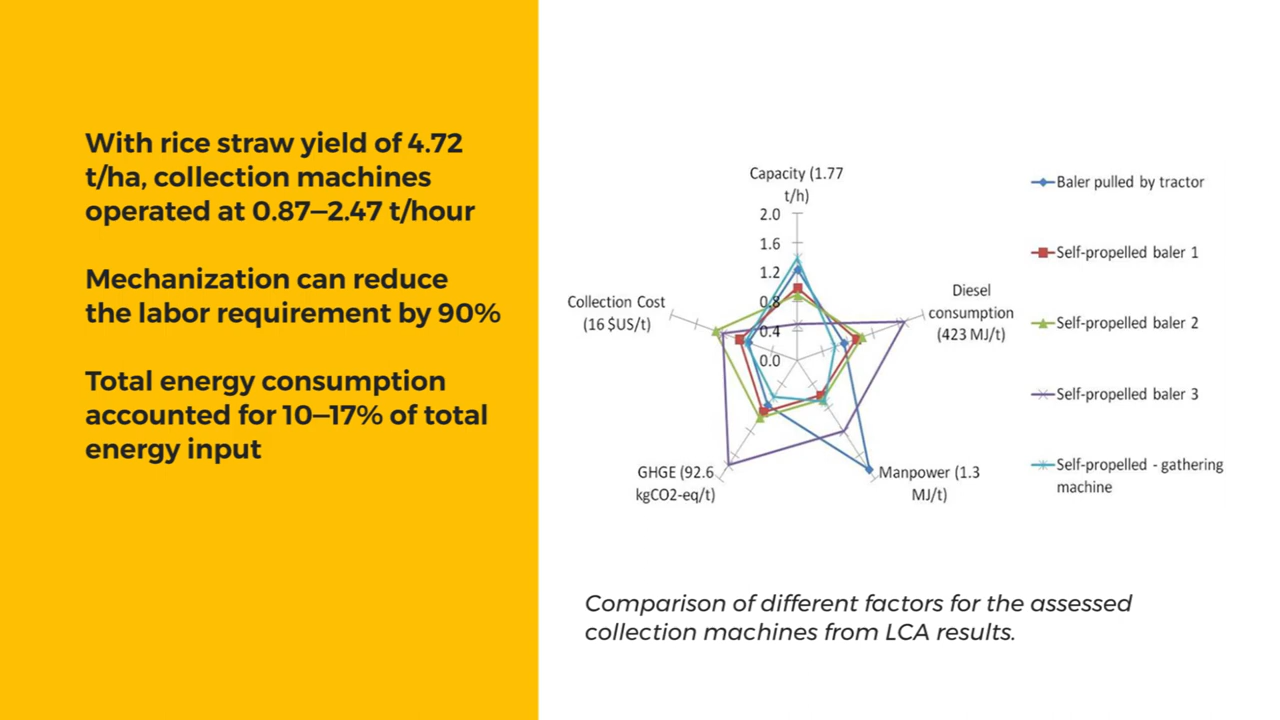 With rice straw yield of 4.72
t/ha, collection machines
operated at 0.87–2.47 t/hour
Mechanization can reduce
the labor requirement by 90%
Total energy consumption
accounted for 10–17% of total
energy input
Capacity (1.77
t/h)
2.0
1.6
1.2
0.8
0.4
0.0
Diesel
consumption
(423 MJ/t)
Manpower (1.3
MJ/t)
GHGE (92.6
kgCO2-eq/t)
Collection Cost
(16 $US/t)
Baler pulled by tractor
Self-propelled baler 1
Self-propelled baler 2
Self-propelled baler 3
Self-propelled - gathering
machine
Comparison of different factors for the assessed
collection machines from LCA results.